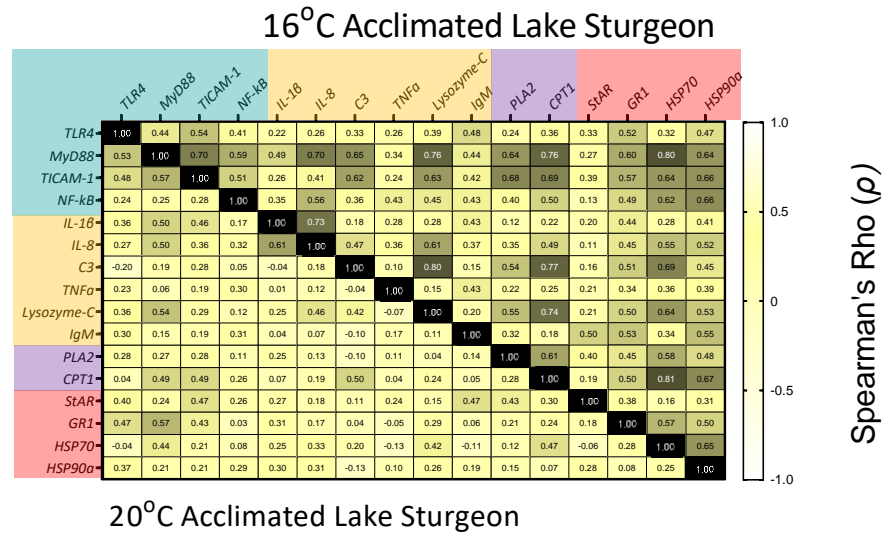 16°C Acclimated Lake Sturgeon
TLR4 MyD88 TICAM-1 NF-kB IL-1β IL-8 C3 TNFα Lysozyme-C IgM PLA2 CPT1 StAR GR1 HSP70 HSP90α
TLR4 1.00 0.44 0.54 0.41 0.22 0.26 0.33 0.26 0.39 0.48 0.24 0.36 0.33 0.52 0.32 0.47
MyD88 0.53 1.00 0.70 0.59 0.49 0.70 0.65 0.34 0.76 0.44 0.64 0.76 0.27 0.60 0.80 0.64
TICAM-1 0.48 0.57 1.00 0.51 0.26 0.41 0.62 0.24 0.63 0.42 0.68 0.69 0.39 0.57 0.64 0.66
NF-kB 0.24 0.25 0.28 1.00 0.35 0.56 0.36 0.43 0.45 0.43 0.40 0.50 0.13 0.49 0.62 0.66
IL-1β 0.36 0.50 0.46 0.17 1.00 0.73 0.18 0.28 0.28 0.43 0.12 0.22 0.20 0.44 0.28 0.41
IL-8 0.27 0.50 0.36 0.32 0.61 1.00 0.47 0.36 0.61 0.37 0.35 0.49 0.11 0.45 0.55 0.52
C3 -0.20 0.19 0.28 0.05 -0.04 0.18 1.00 0.10 0.80 0.15 0.54 0.77 0.16 0.51 0.69 0.45
TNFα 0.23 0.06 0.19 0.30 0.01 0.12 -0.04 1.00 0.15 0.43 0.22 0.25 0.21 0.34 0.36 0.39
Lysozyme-C 0.36 0.54 0.29 0.12 0.25 0.46 0.42 -0.07 1.00 0.20 0.55 0.74 0.21 0.50 0.64 0.53
IgM 0.30 0.15 0.19 0.31 0.04 0.07 -0.10 0.17 0.11 1.00 0.32 0.18 0.50 0.53 0.34 0.55
PLA2 0.28 0.27 0.28 0.11 0.25 0.13 -0.10 0.11 0.04 0.14 1.00 0.61 0.40 0.45 0.58 0.48
CPT1 0.04 0.49 0.49 0.26 0.07 0.19 0.50 0.04 0.24 0.05 0.28 1.00 0.19 0.50 0.81 0.67
StAR 0.40 0.24 0.47 0.26 0.27 0.18 0.11 0.24 0.15 0.47 0.43 0.30 1.00 0.38 0.16 0.31
GR1 0.47 0.57 0.43 0.03 0.31 0.17 0.04 -0.05 0.29 0.06 0.21 0.24 0.18 1.00 0.57 0.50
HSP70 -0.04 0.44 0.21 0.08 0.25 0.33 0.20 -0.13 0.42 -0.11 0.12 0.47 -0.06 0.28 1.00 0.65
HSP90α 0.37 0.21 0.21 0.29 0.30 0.31 -0.13 0.10 0.26 0.19 0.15 0.07 0.28 0.08 0.25 1.00
1.0
0.5
0
-0.5
-1.0
Spearman's Rho (ρ)
20°C Acclimated Lake Sturgeon